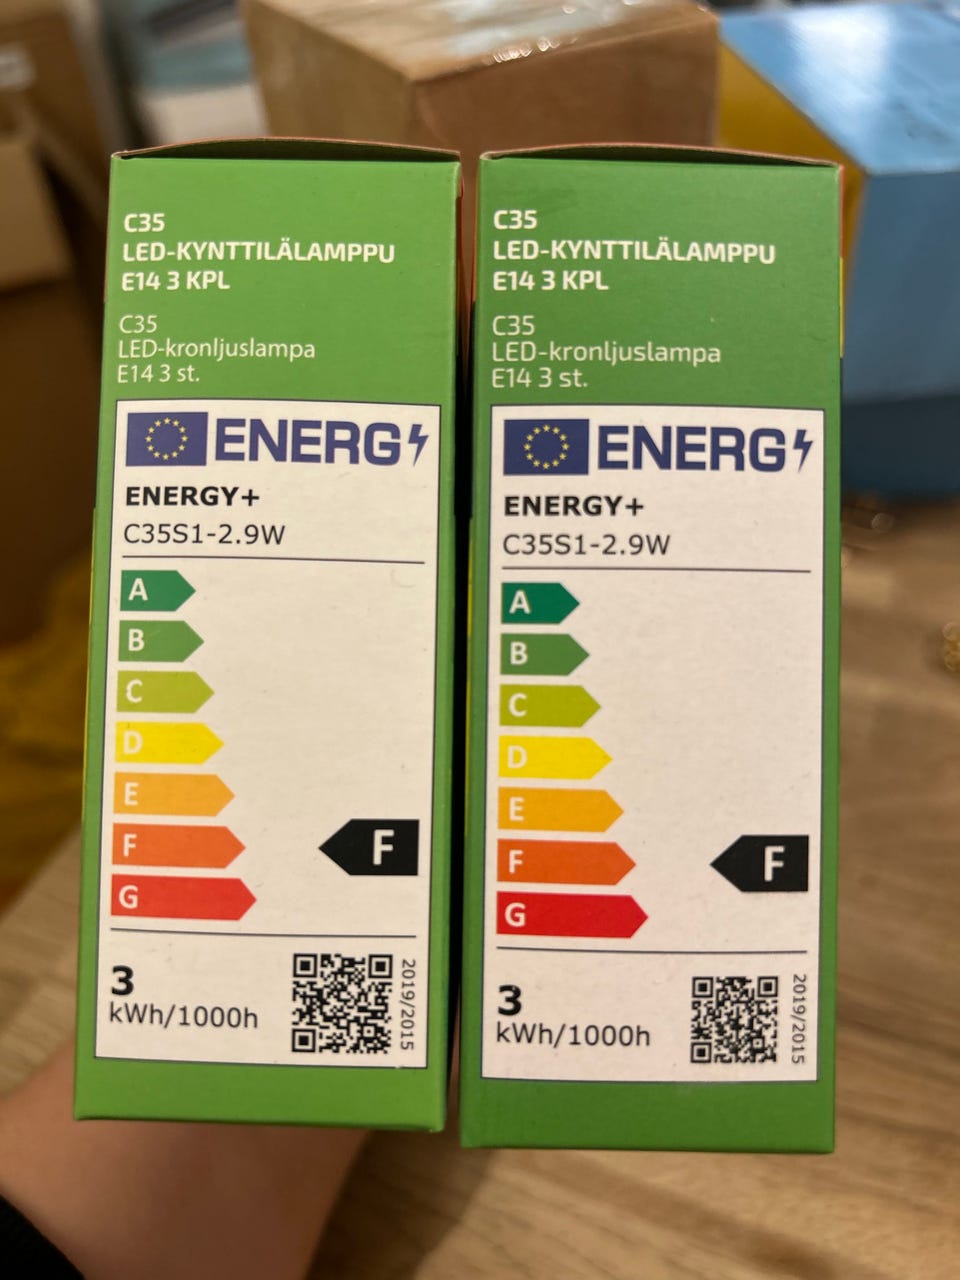 C35
LED-KYNTTILÄLAMPPU
E14 3 KPL
C35
LED-kronljuslampa
E14 3 st.
ENERG
ENERGY+
C35S1-2.9W
A
B
C
D
E
F
F
G
3
kWh/1000h
2019/2015
C35
LED-KYNTTILÄLAMPPU
E14 3 KPL
C35
LED-kronljuslampa
E14 3 st.
ENERG
ENERGY+
C35S1-2.9W
A
B
C
D
E
F
F
G
3
kWh/1000h
2019/2015